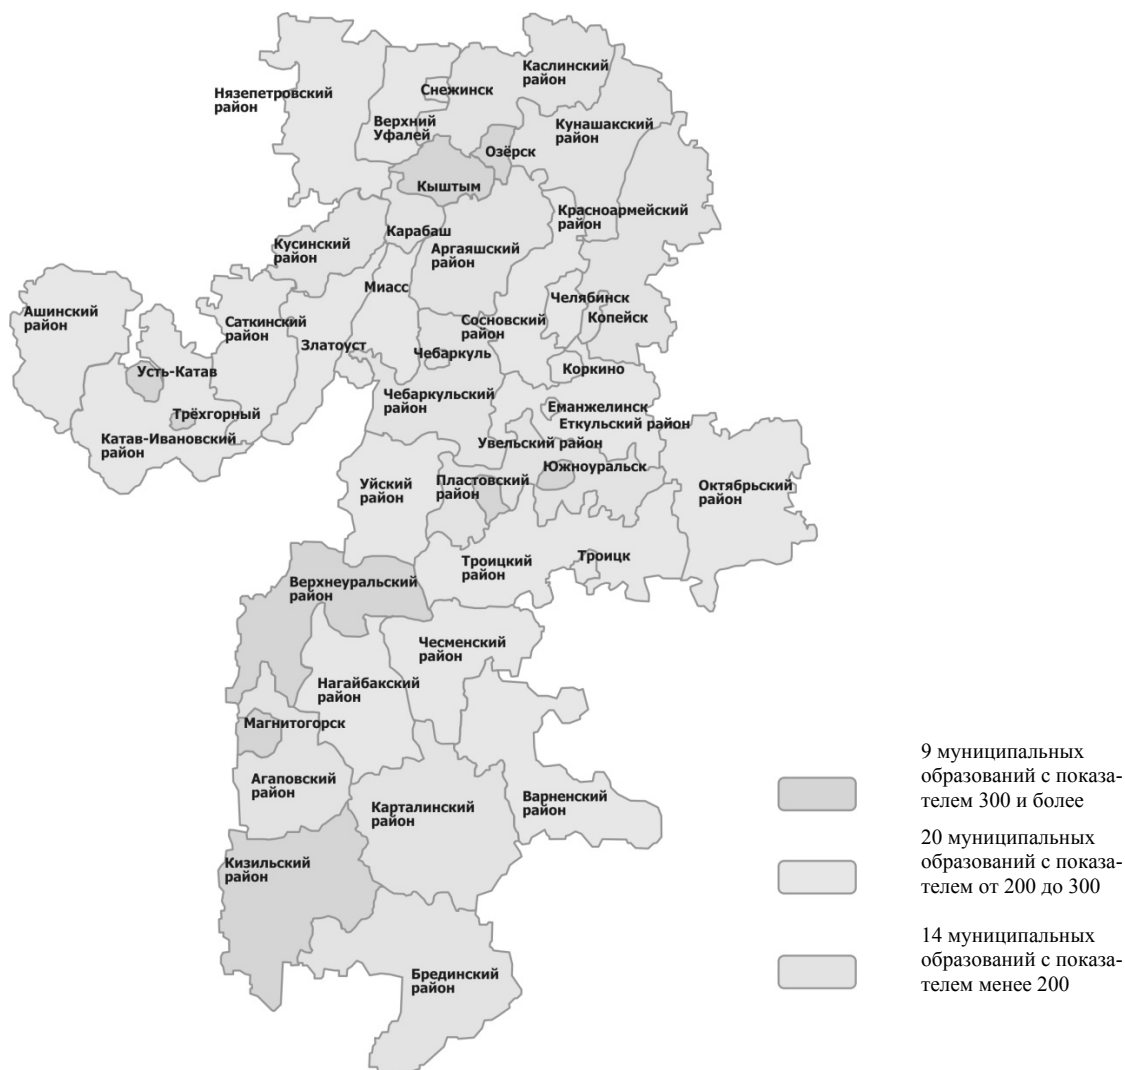 Каслинский
район
Нязепетровский
район
Снежинск
Верхний
Уфалей
Кунашакский
район
Озёрск
Кыштым
Красноармейский
район
Карабаш
Кусинский
район
Аргаяшский
район
Миасс
Челябинск
Ашинский
район
Саткинский
район
Сосновский
район
Копейск
Златоуст
Чебаркуль
Усть-Катав
Коркино
Чебаркульский
район
Трёхгорный
Еманжелинск
Еткульский район
Катав-Ивановский
район
Увельский район
Южноуральск
Уйский
район
Пластовский
район
Октябрьский
район
Троицкий
район
Троицк
Верхнеуральский
район
Чесменский
район
Нагайбакский
район
Магнитогорск
Агаповский
район
Карталинский
район
Варненский
район
Кизильский
район
Брединский
район
9 муниципальных
образований с показа-
телем 300 и более
20 муниципальных
образований с показа-
телем от 200 до 300
14 муниципальных
образований с показа-
телем менее 200